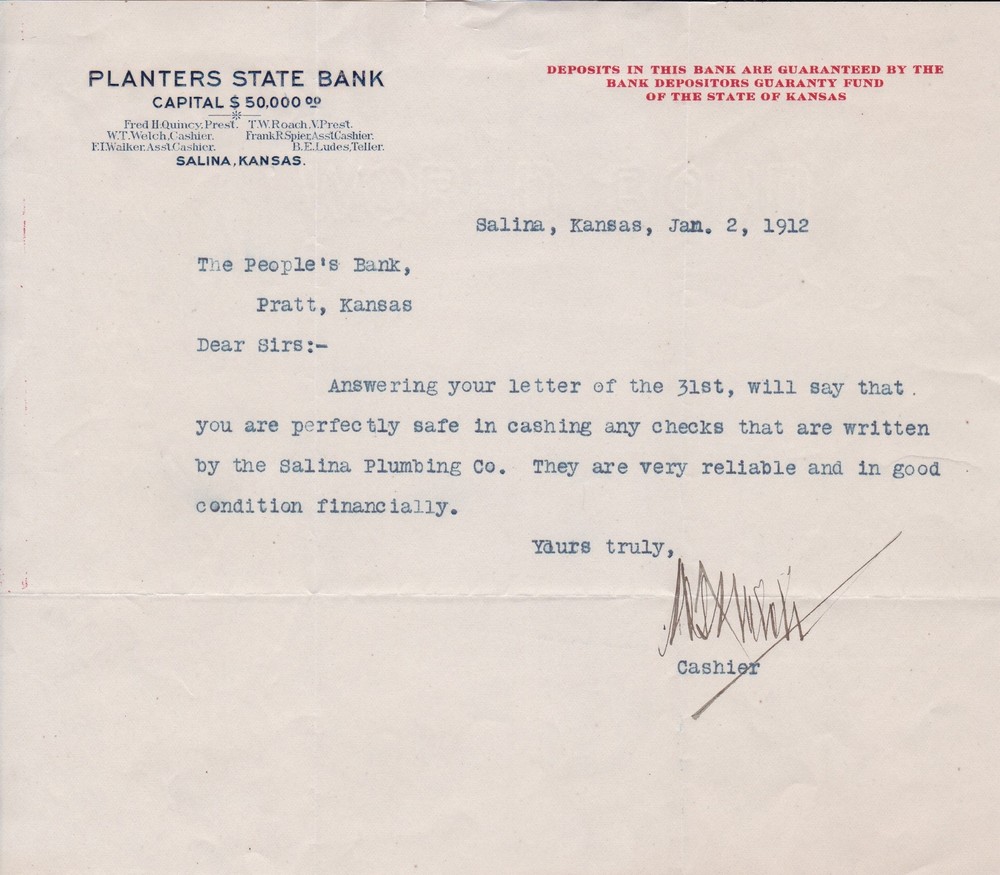 PLANTERS STATE BANK
CAPITAL $ 50,000 00
Fred H. Quincy, Prest. T.W. Roach, V. Prest.
W.T. Welch, Cashier. Frank R. Spier, Asst. Cashier.
F.I. Walker, Asst. Cashier. B.E. Ludes, Teller.
SALINA, KANSAS.
DEPOSITS IN THIS BANK ARE GUARANTEED BY THE
BANK DEPOSITORS GUARANTY FUND
OF THE STATE OF KANSAS
Salina, Kansas, Jan. 2, 1912
The People's Bank,
Pratt, Kansas
Dear Sirs:-
Answering your letter of the 31st, will say that
you are perfectly safe in cashing any checks that are written
by the Salina Plumbing Co. They are very reliable and in good
condition financially.
Yours truly,
Cashier